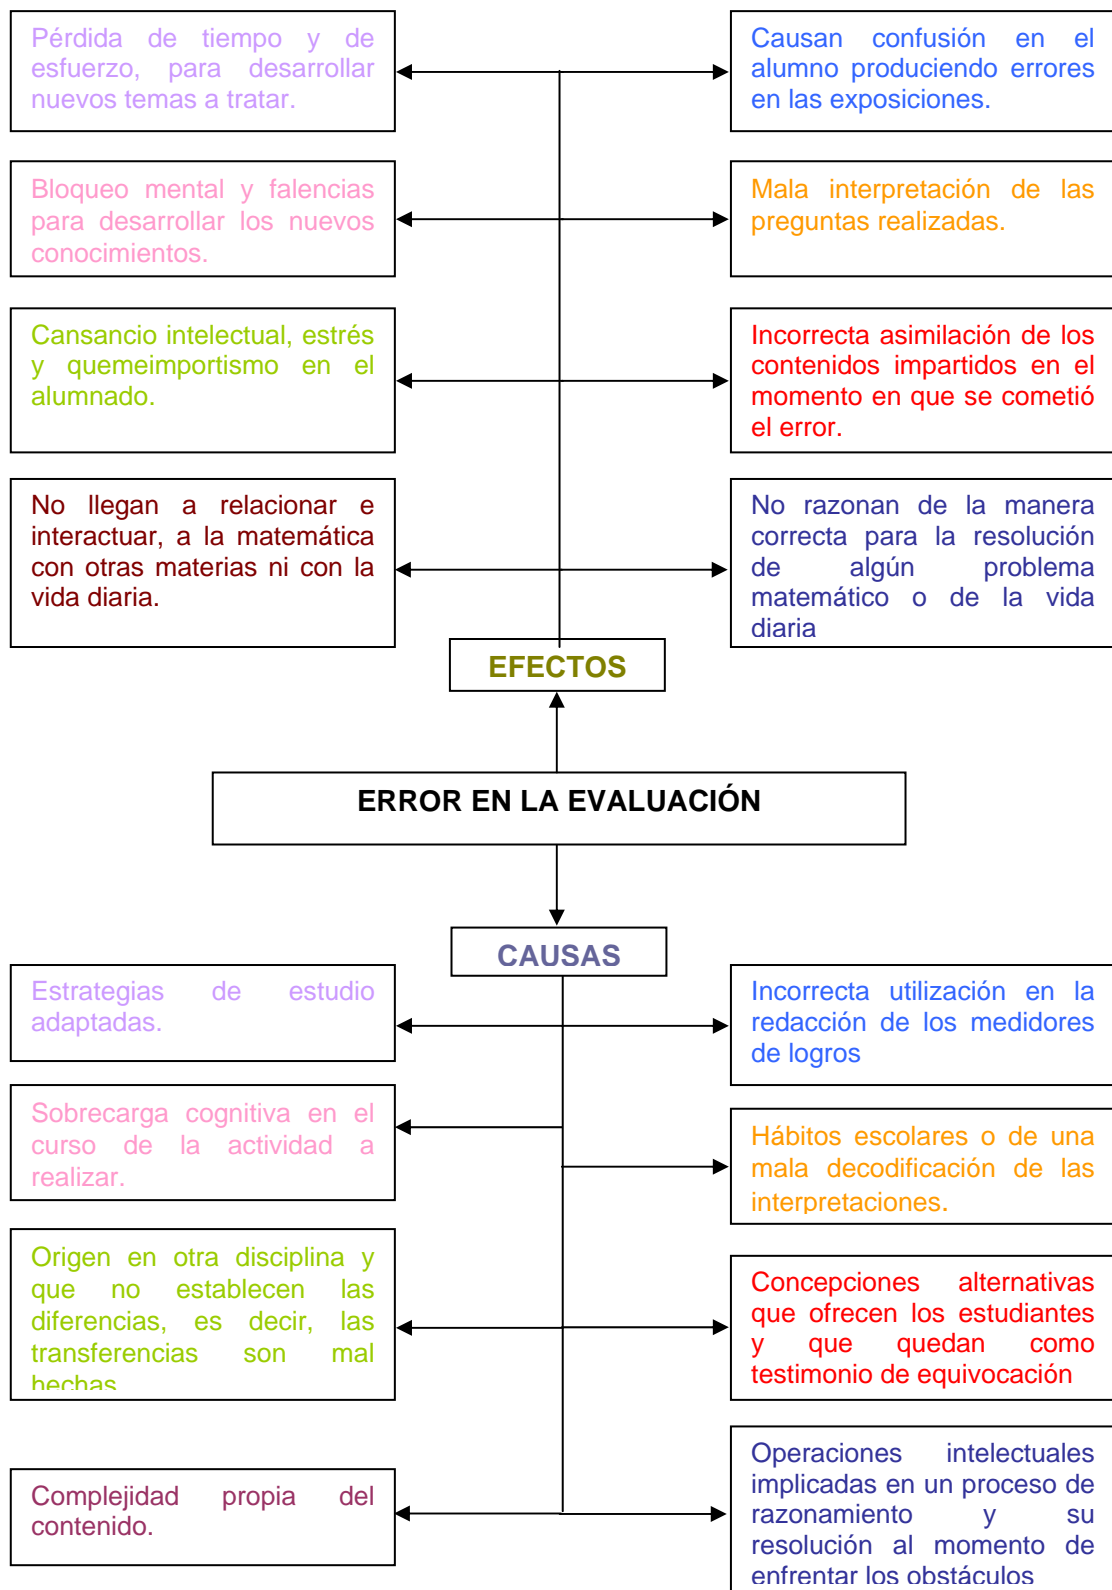 Pérdida de tiempo y de
esfuerzo, para desarrollar
nuevos temas a tratar.
Causan confusión en el
alumno produciendo errores
en las exposiciones.
Bloqueo mental y falencias
para desarrollar los nuevos
conocimientos.
Mala interpretación de las
preguntas realizadas.
Cansancio intelectual, estrés
y quemeimportismo en el
alumnado.
Incorrecta asimilación de los
contenidos impartidos en el
momento en que se cometió
el error.
No llegan a relacionar e
interactuar, a la matemática
con otras materias ni con la
vida diaria.
No razonan de la manera
correcta para la resolución
de algún problema
matemático o de la vida
diaria
EFECTOS
ERROR EN LA EVALUACIÓN
CAUSAS
Estrategias de estudio
adaptadas.
Incorrecta utilización en la
redacción de los medidores
de logros
Sobrecarga cognitiva en el
curso de la actividad a
realizar.
Hábitos escolares o de una
mala decodificación de las
interpretaciones.
Origen en otra disciplina y
que no establecen las
diferencias, es decir, las
transferencias son mal
hechas
Concepciones alternativas
que ofrecen los estudiantes
y que quedan como
testimonio de equivocación
Complejidad propia del
contenido.
Operaciones intelectuales
implicadas en un proceso de
razonamiento y su
resolución al momento de
enfrentar los obstáculos